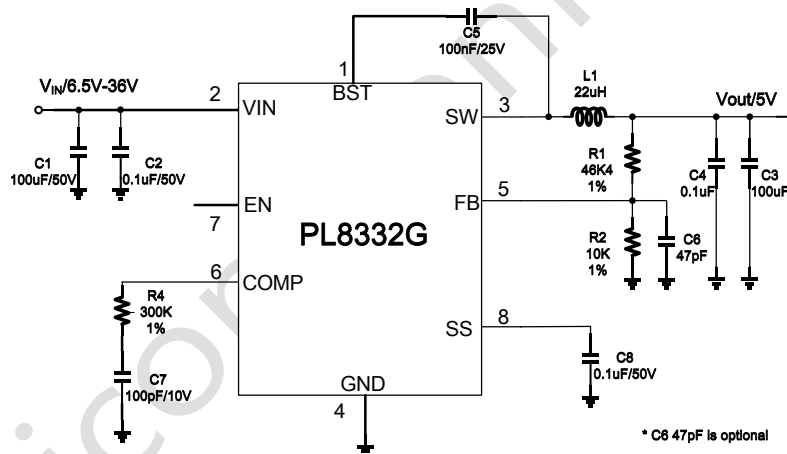 C5
100nF/25V
1
BST
V_IN/6.5V-36V
2
VIN
SW
3
L1
22uH
Vout/5V
C1
100uF/50V
C2
0.1uF/50V
R1
46K4
1%
C4
0.1uF
C3
100uF
EN
7
FB
5
PL8332G
R2
10K
1%
C6
47pF
6
COMP
R4
300K
1%
SS
8
C7
100pF/10V
C8
0.1uF/50V
GND
4
* C6 47pF is optional